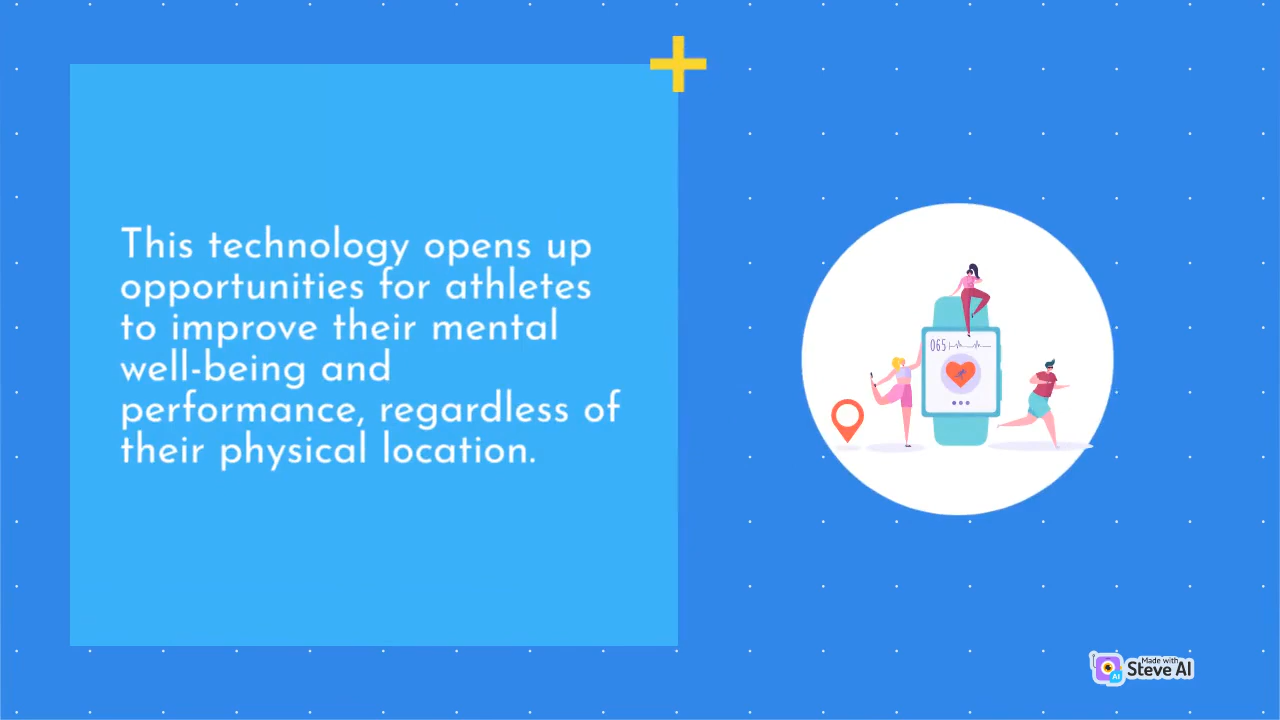 This technology opens up
opportunities for athletes
to improve their mental
well-being and
performance, regardless of
their physical location.
065
Made with
Steve AI
AI